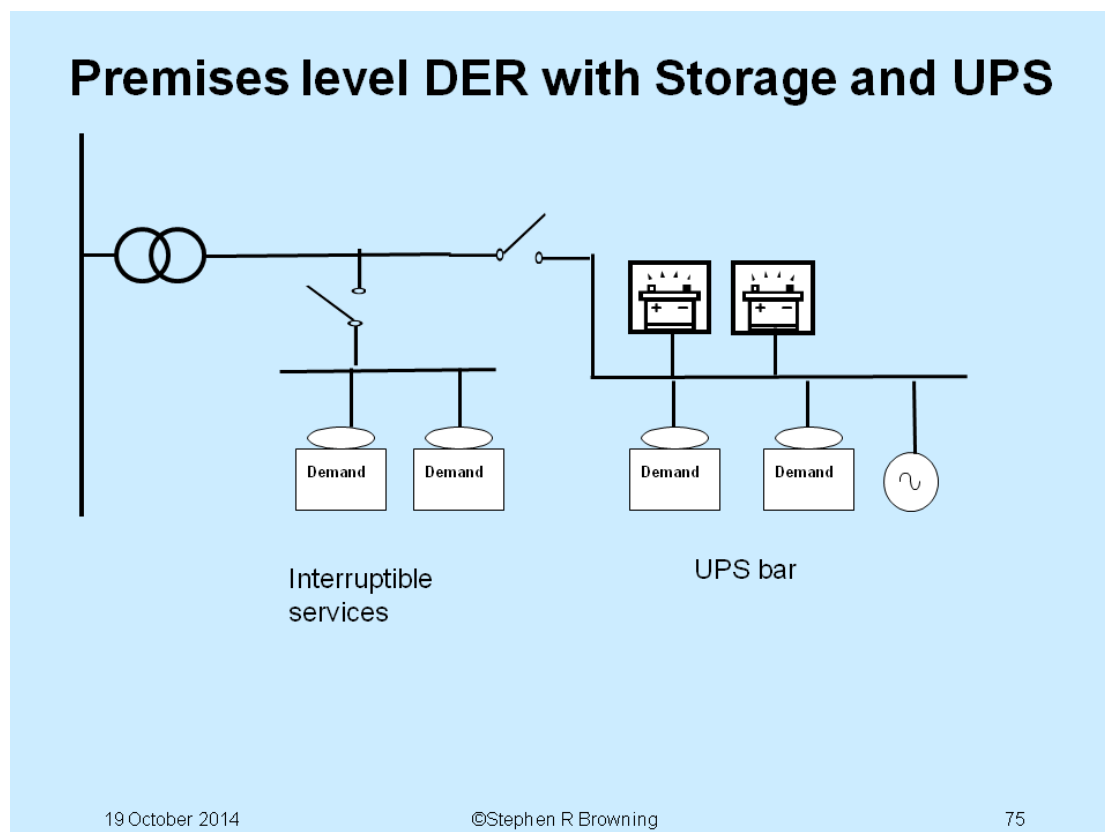 Premises level DER with Storage and UPS
+ −
+ −
Demand
Demand
Demand
Demand
Interruptible
services
UPS bar
19 October 2014
©Stephen R Browning
75